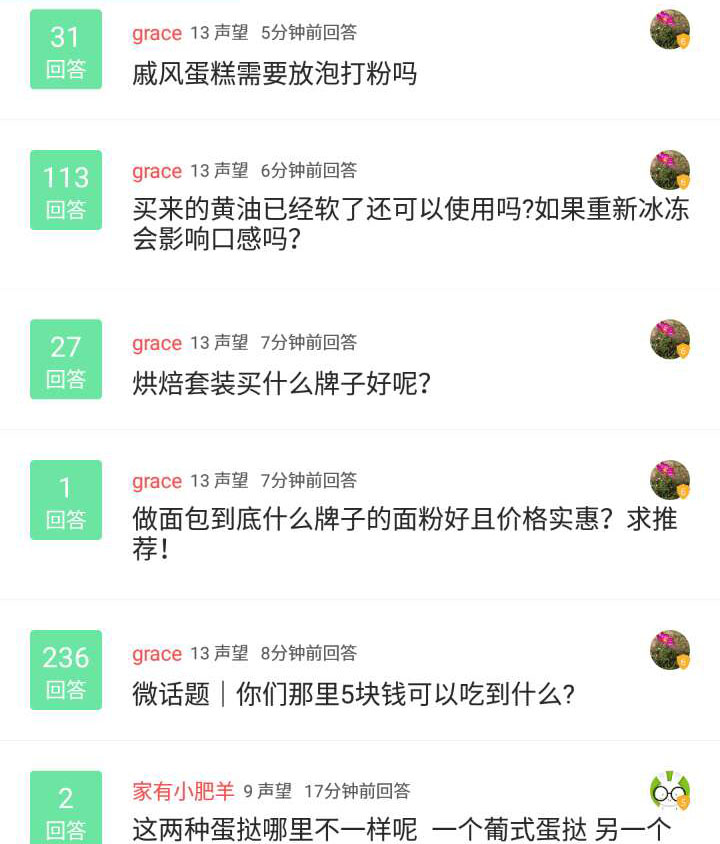 31
回答
grace 13 声望 5分钟前回答
戚风蛋糕需要放泡打粉吗
113
回答
grace 13 声望 6分钟前回答
买来的黄油已经软了还可以使用吗?如果重新冰冻
会影响口感吗？
27
回答
grace 13 声望 7分钟前回答
烘焙套装买什么牌子好呢？
1
回答
grace 13 声望 7分钟前回答
做面包到底什么牌子的面粉好且价格实惠？求推
荐！
236
回答
grace 13 声望 8分钟前回答
微话题｜你们那里5块钱可以吃到什么?
2
回答
家有小肥羊 9 声望 17分钟前回答
这两种蛋挞哪里不一样呢 一个葡式蛋挞 另一个